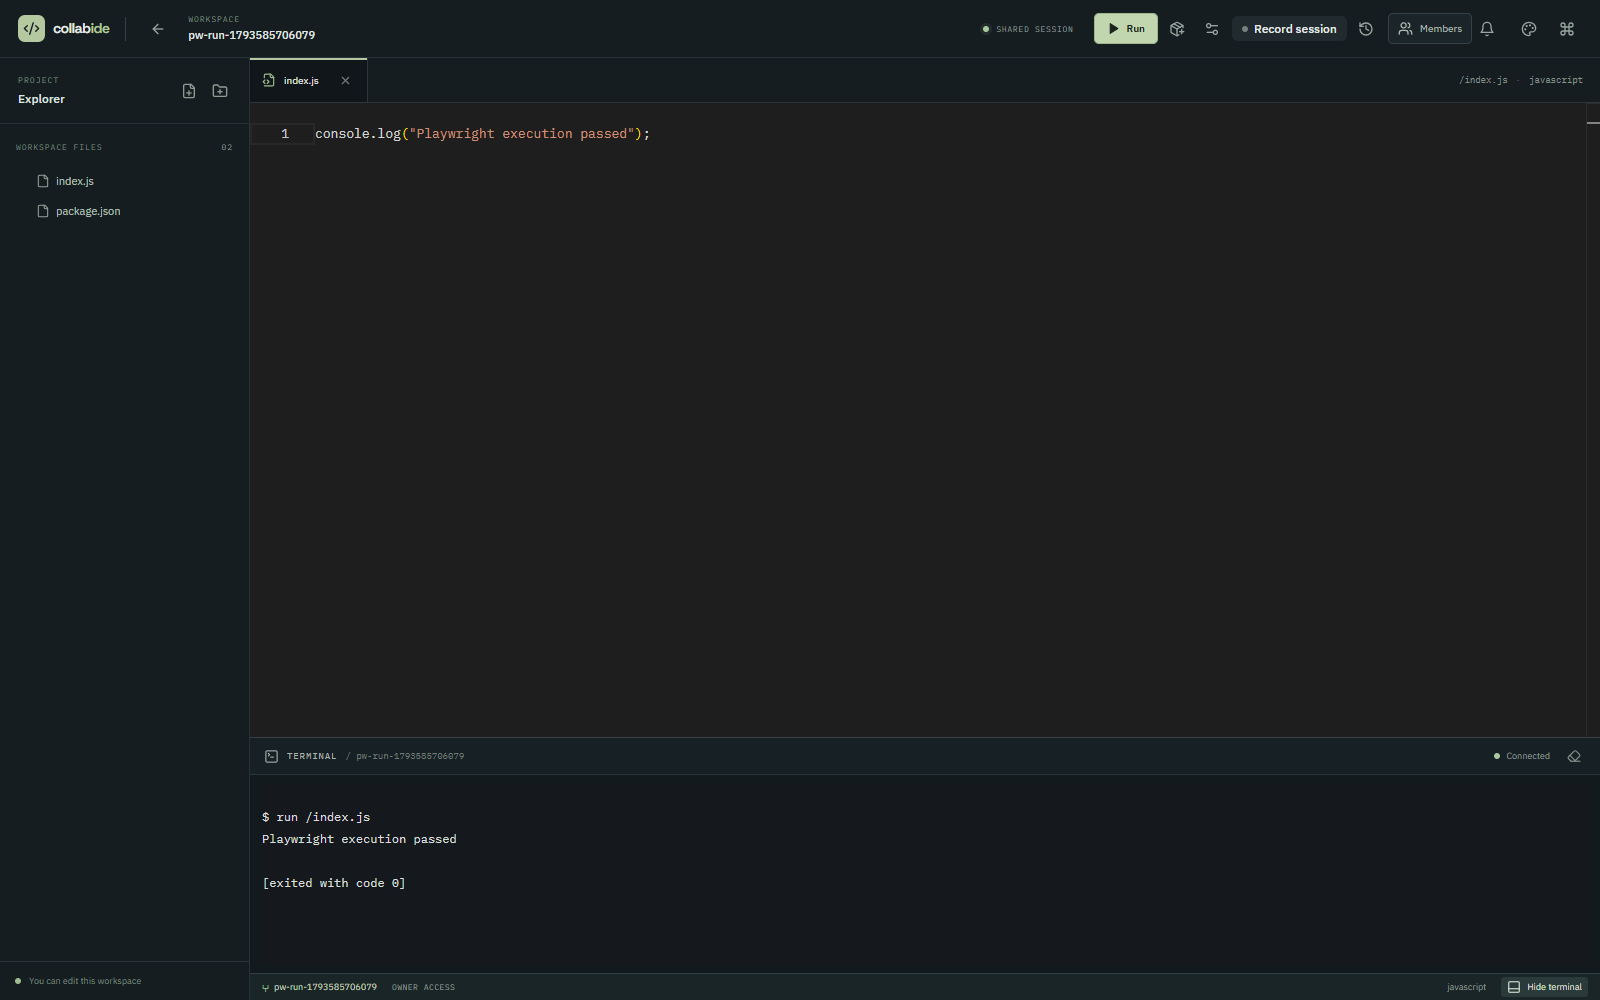 collabide
WORKSPACE
pw-run-1793585706079
SHARED SESSION
Run
Record session
Members
PROJECT
Explorer
index.js
/index.js · javascript
WORKSPACE FILES 02
index.js
package.json
1 console.log("Playwright execution passed");
TERMINAL / pw-run-1793585706079
Connected
$ run /index.js
Playwright execution passed
[exited with code 0]
You can edit this workspace
pw-run-1793585706079 OWNER ACCESS
javascript
Hide terminal